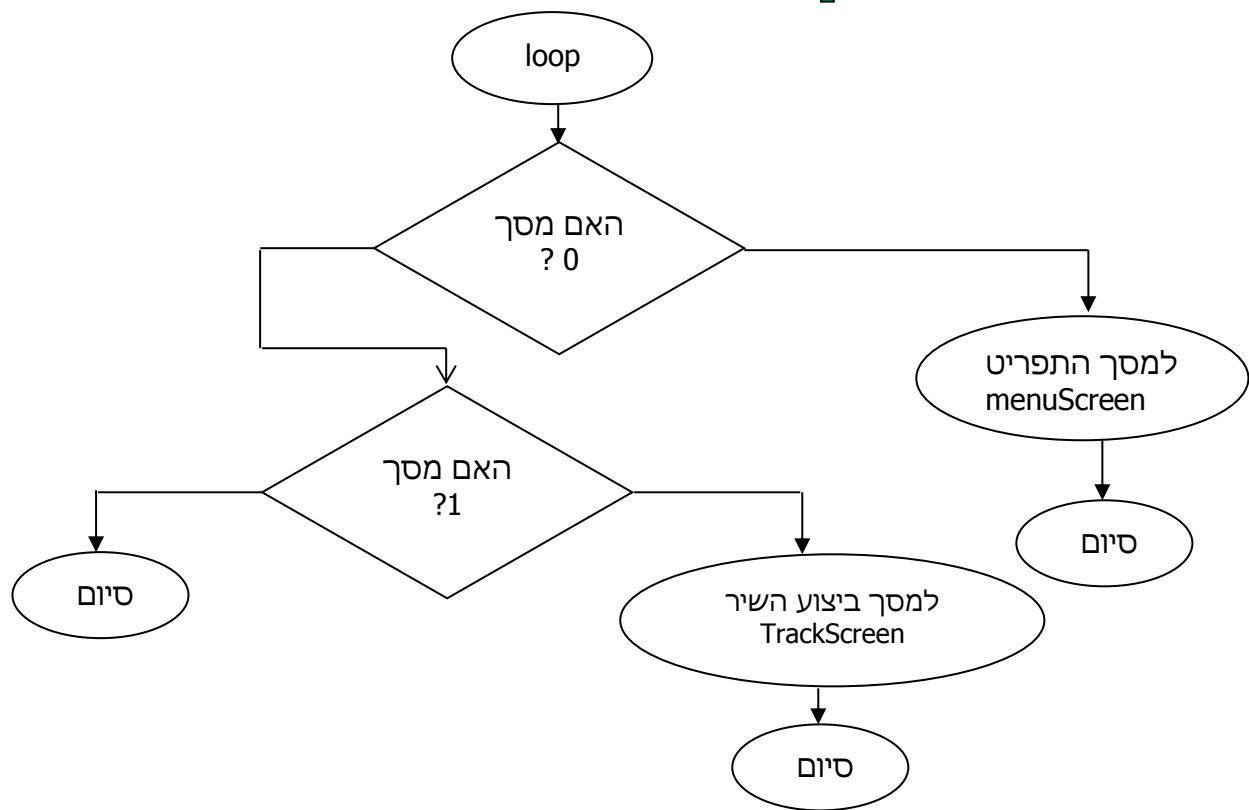 loop
האם מסך
0 ?
למסך התפריט
menuScreen
האם מסך
1?
סיום
סיום
למסך ביצוע השיר
TrackScreen
סיום